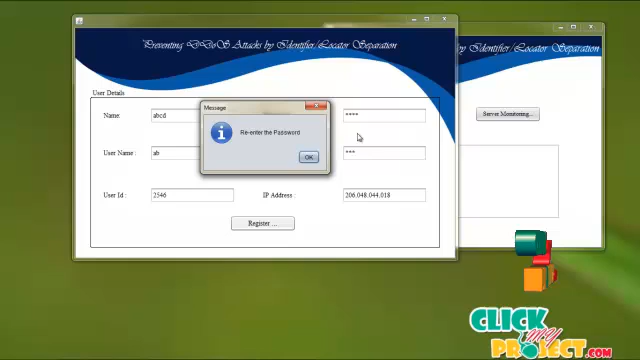 Preventing DDoS Attacks by Identifier/Locator Separation
by Identifier/Locator Separation
User Details
Name:
abcd
****
Message
Re-enter the Password
OK
Server Monitoring...
User Name :
ab
***
User Id :
2546
IP Address :
206.048.044.018
Register ...
CLICK
MY
PROJECT.COM